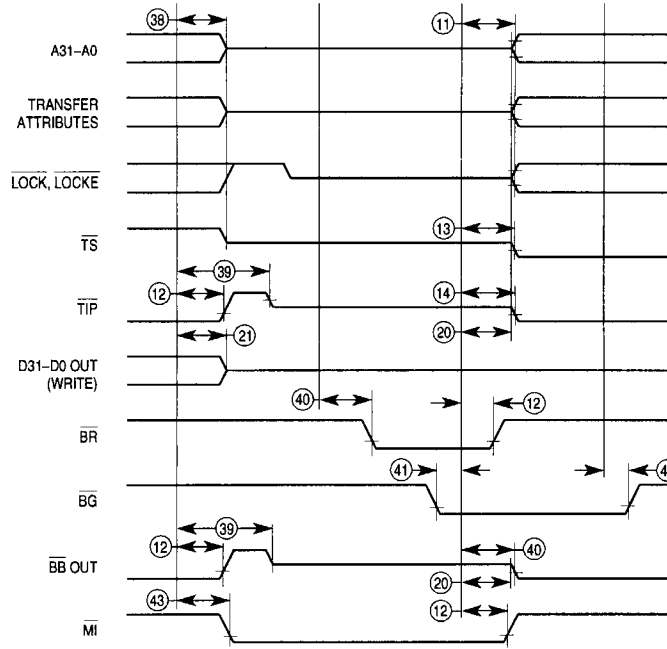 38
11
A31–A0
TRANSFER
ATTRIBUTES
LOCK, LOCKE
13
TS
39
12
14
TIP
20
21
D31–D0 OUT
(WRITE)
40
12
BR
41
4
BG
39
12
40
BB OUT
20
43
12
MI